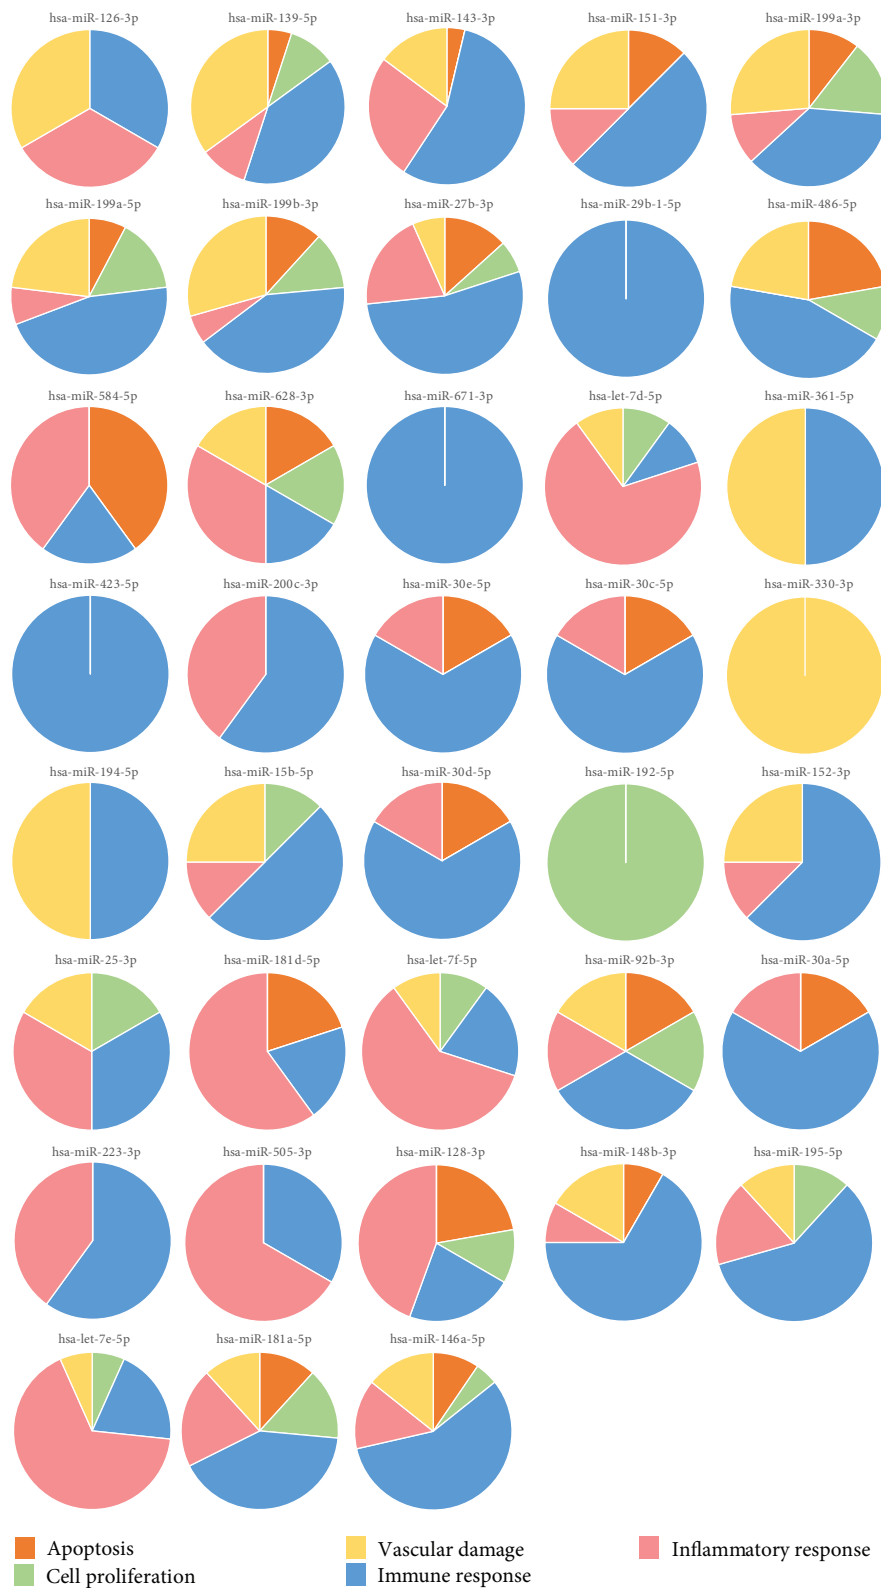 hsa-miR-126-3p
hsa-miR-139-5p
hsa-miR-143-3p
hsa-miR-151-3p
hsa-miR-199a-3p
hsa-miR-199a-5p
hsa-miR-199b-3p
hsa-miR-27b-3p
hsa-miR-29b-1-5p
hsa-miR-486-5p
hsa-miR-584-5p
hsa-miR-628-3p
hsa-miR-671-3p
hsa-let-7d-5p
hsa-miR-361-5p
hsa-miR-423-5p
hsa-miR-200c-3p
hsa-miR-30e-5p
hsa-miR-30c-5p
hsa-miR-330-3p
hsa-miR-194-5p
hsa-miR-15b-5p
hsa-miR-30d-5p
hsa-miR-192-5p
hsa-miR-152-3p
hsa-miR-25-3p
hsa-miR-181d-5p
hsa-let-7f-5p
hsa-miR-92b-3p
hsa-miR-30a-5p
hsa-miR-223-3p
hsa-miR-505-3p
hsa-miR-128-3p
hsa-miR-148b-3p
hsa-miR-195-5p
hsa-let-7e-5p
hsa-miR-181a-5p
hsa-miR-146a-5p
Apoptosis
Vascular damage
Inflammatory response
Cell proliferation
Immune response